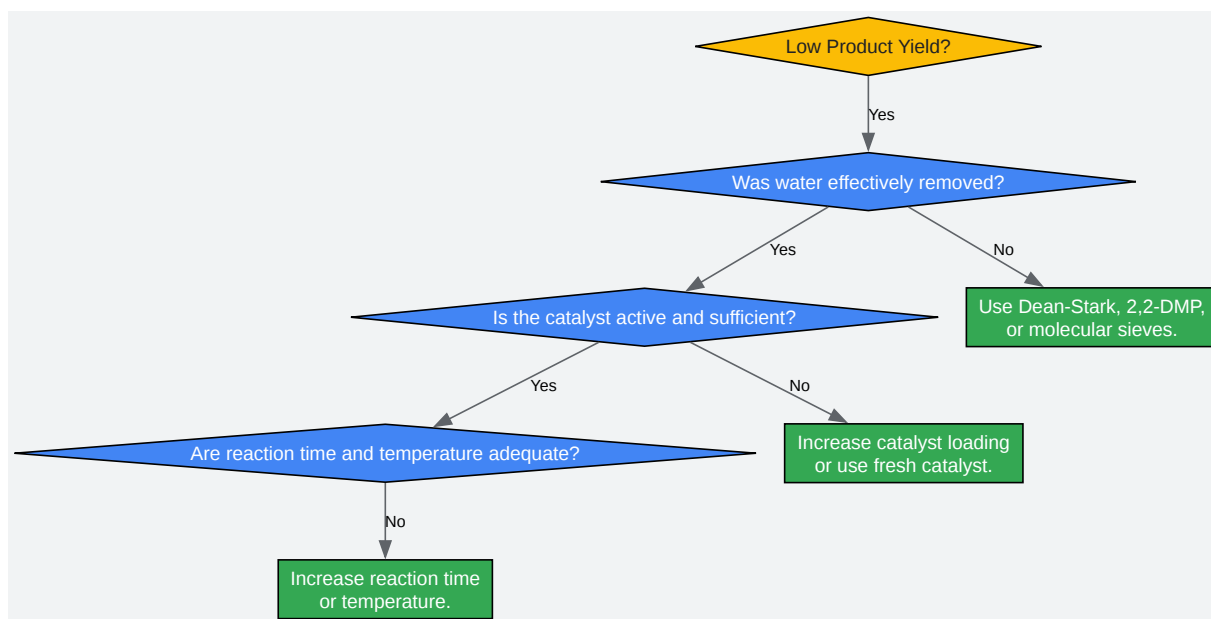 Low Product Yield?
Yes
Was water effectively removed?
Yes
No
Is the catalyst active and sufficient?
Use Dean-Stark, 2,2-DMP,
or molecular sieves.
Yes
No
Are reaction time and temperature adequate?
Increase catalyst loading
or use fresh catalyst.
No
Increase reaction time
or temperature.